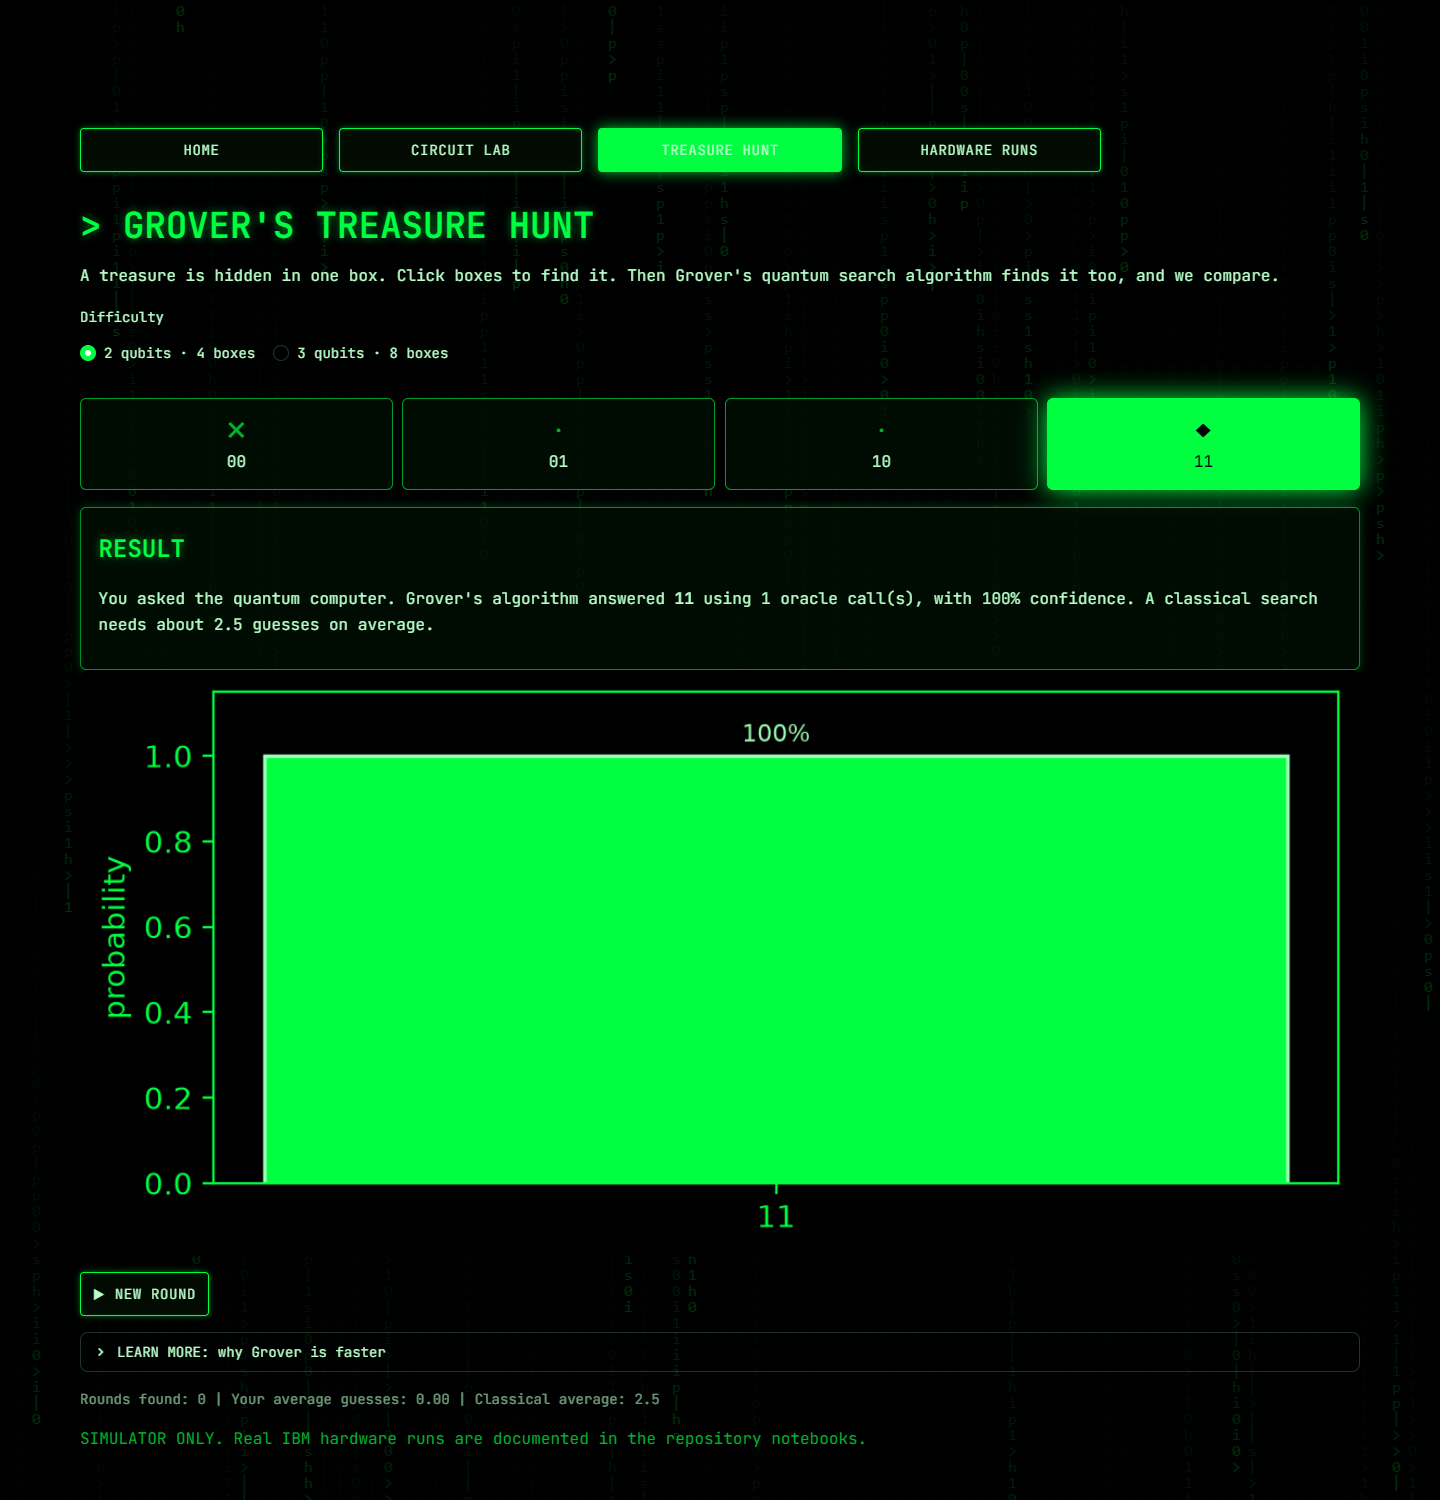 HOME
CIRCUIT LAB
TREASURE HUNT
HARDWARE RUNS
> GROVER'S TREASURE HUNT
A treasure is hidden in one box. Click boxes to find it. Then Grover's quantum search algorithm finds it too, and we compare.
Difficulty
2 qubits · 4 boxes
3 qubits · 8 boxes
00
01
10
11
RESULT
You asked the quantum computer. Grover's algorithm answered 11 using 1 oracle call(s), with 100% confidence. A classical search
needs about 2.5 guesses on average.
100%
1.0
0.8
0.6
0.4
0.2
0.0
probability
11
▶ NEW ROUND
LEARN MORE: why Grover is faster
Rounds found: 0 | Your average guesses: 0.00 | Classical average: 2.5
SIMULATOR ONLY. Real IBM hardware runs are documented in the repository notebooks.